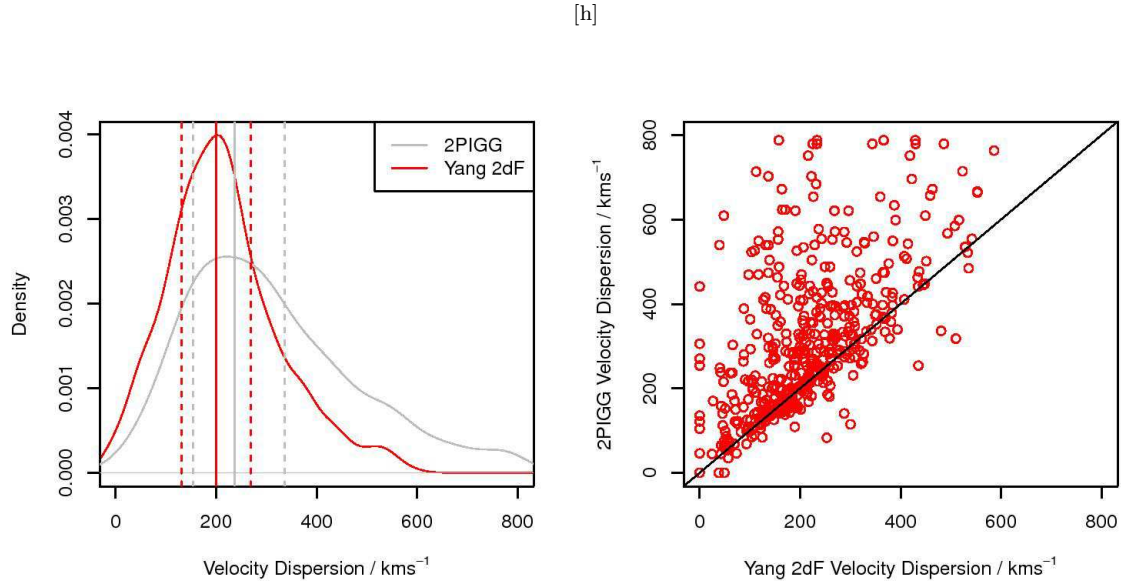 [h]
0.000 0.001 0.002 0.003 0.004
Density
2PIGG
Yang 2dF
0 200 400 600 800
Velocity Dispersion / kms⁻¹
0 200 400 600 800
2PIGG Velocity Dispersion / kms⁻¹
0 200 400 600 800
Yang 2dF Velocity Dispersion / kms⁻¹